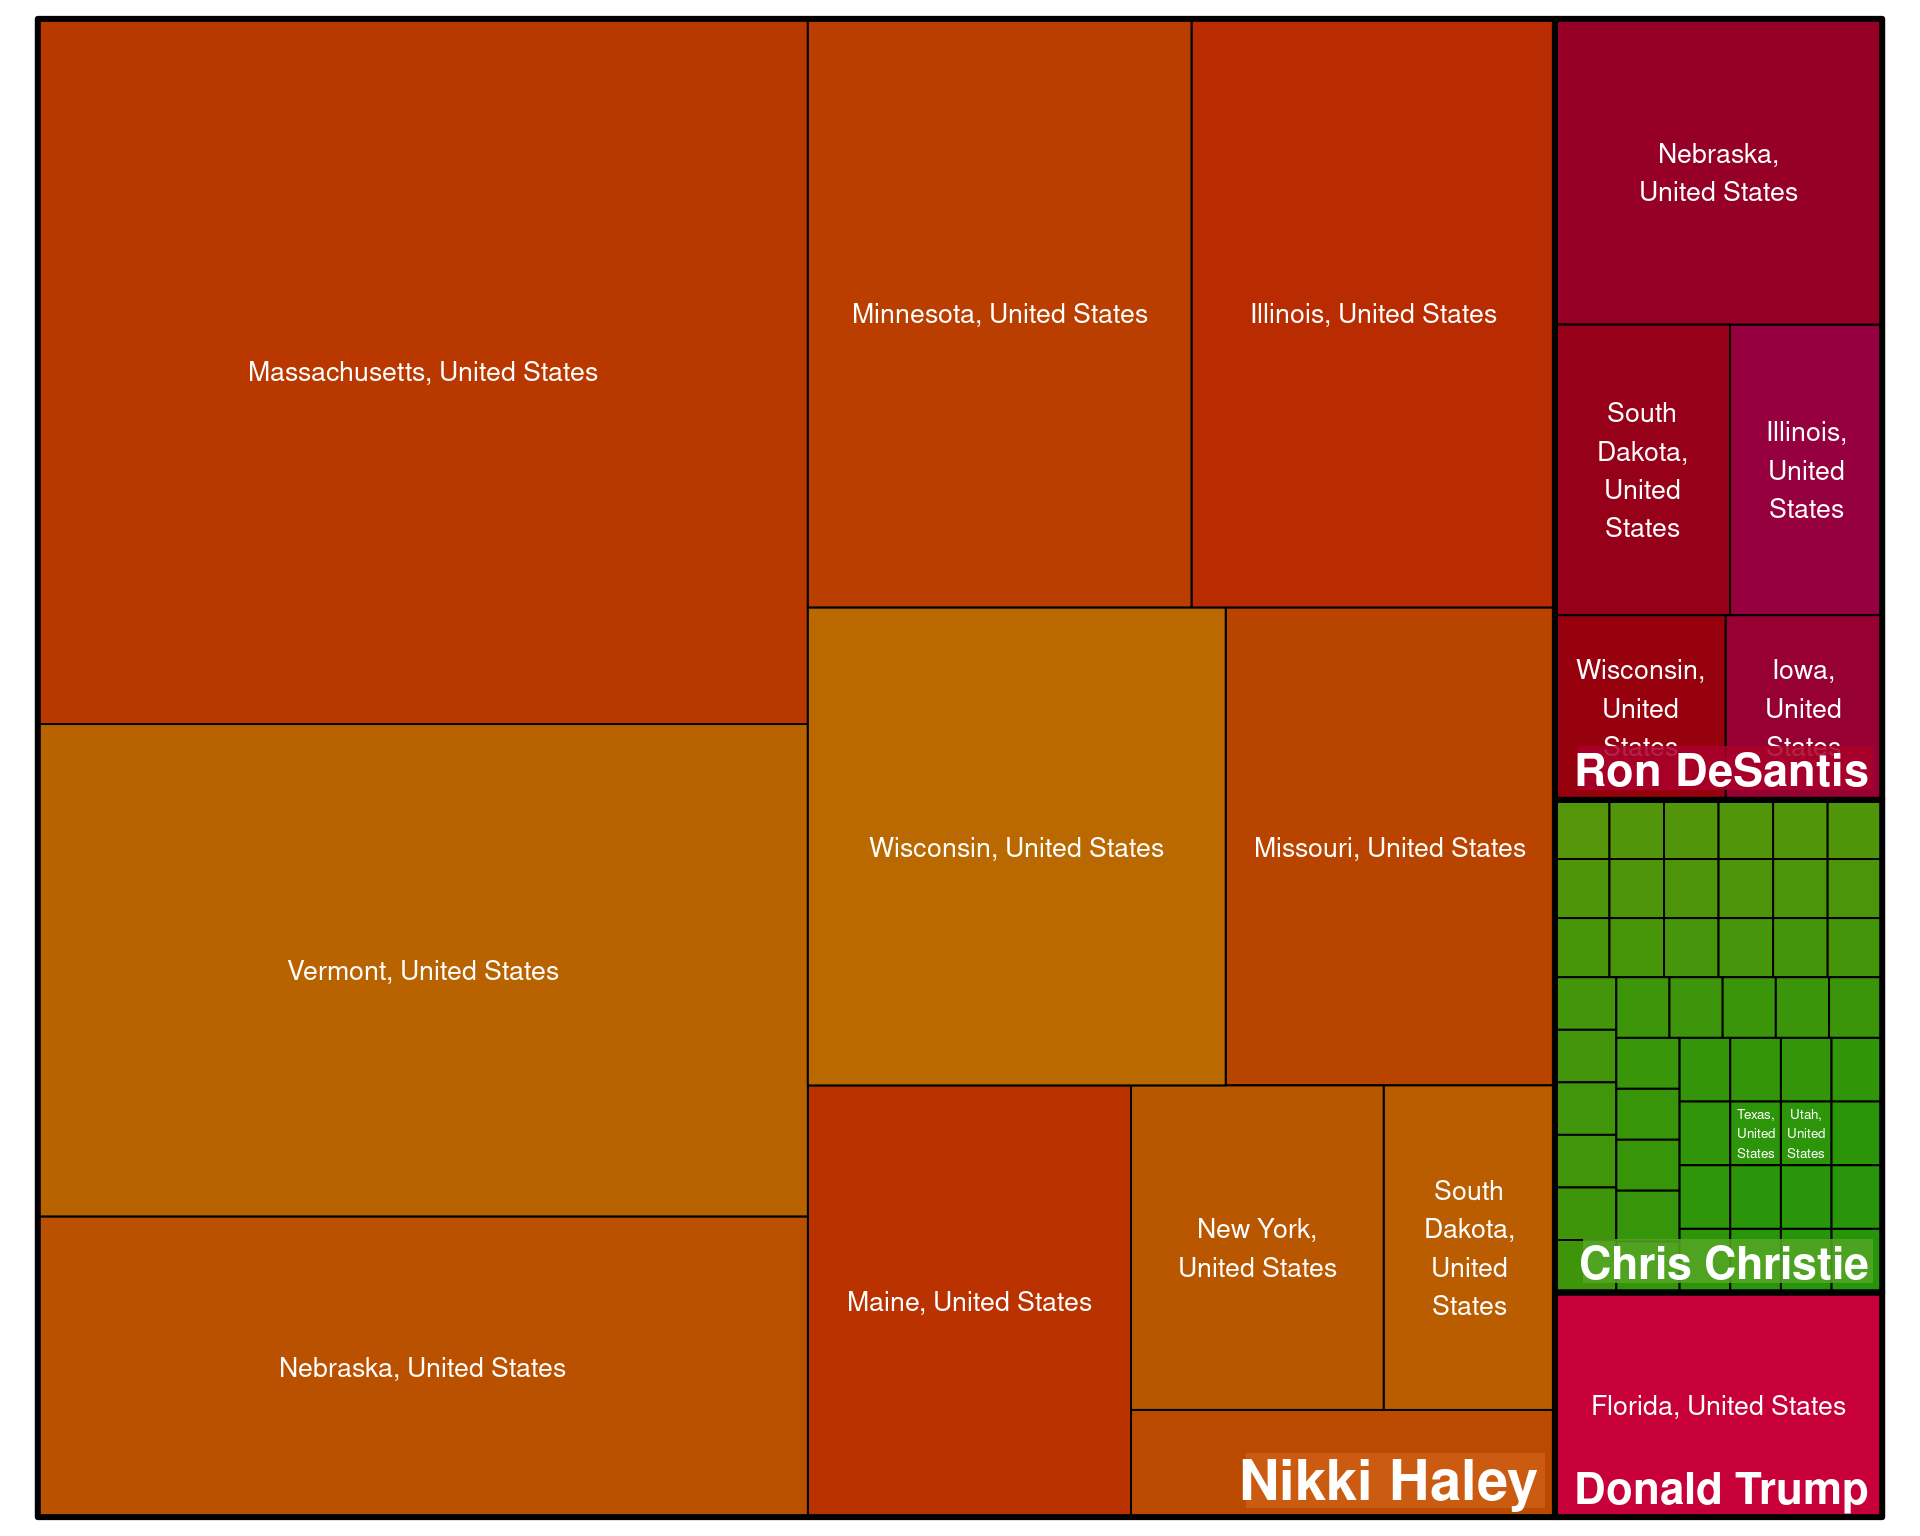 Massachusetts, United States
Minnesota, United States
Illinois, United States
Vermont, United States
Wisconsin, United States
Missouri, United States
Nebraska, United States
Maine, United States
New York,
United States
South
Dakota,
United
States
Nikki Haley
Nebraska,
United States
South
Dakota,
United
States
Illinois,
United
States
Wisconsin,
United
States
Iowa,
United
States
Ron DeSantis
Texas,
United
States
Utah,
United
States
Chris Christie
Florida, United States
Donald Trump